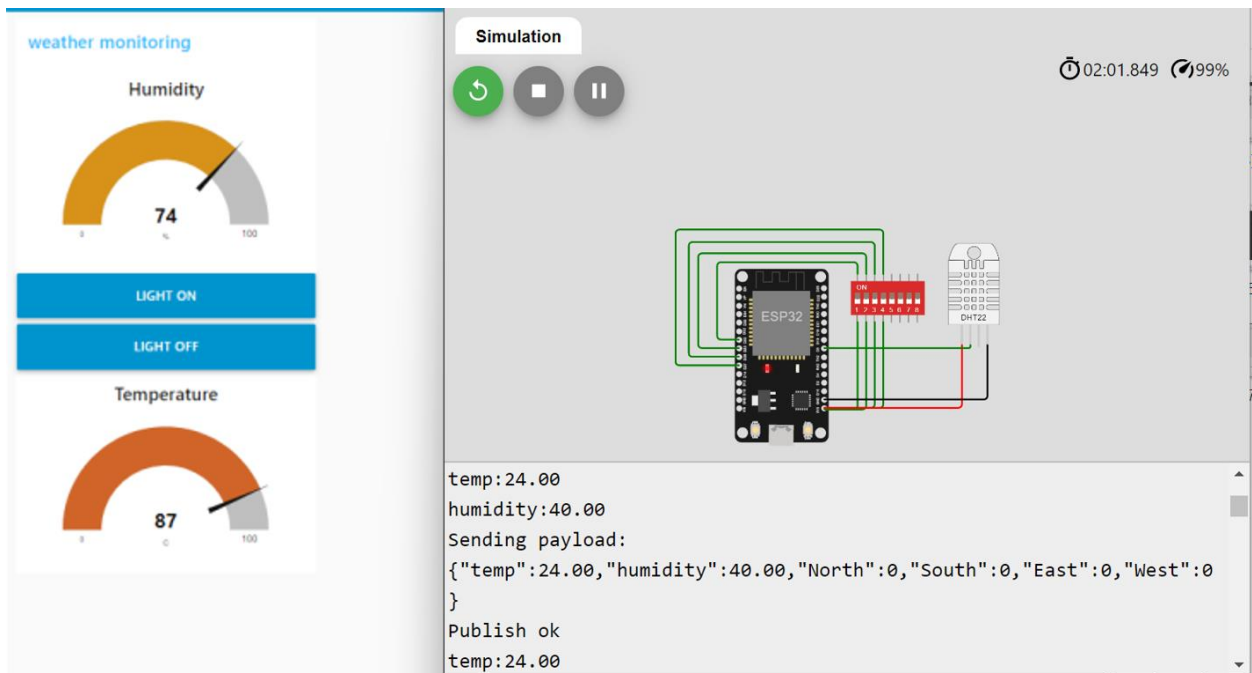 weather monitoring
Humidity
74
%
0
100
LIGHT ON
LIGHT OFF
Temperature
87
C
0
100
Simulation
02:01.849
99%
ESP32
ON
1 2 3 4 5 6 7 8
DHT22
temp:24.00
humidity:40.00
Sending payload:
{"temp":24.00,"humidity":40.00,"North":0,"South":0,"East":0,"West":0
}
Publish ok
temp:24.00